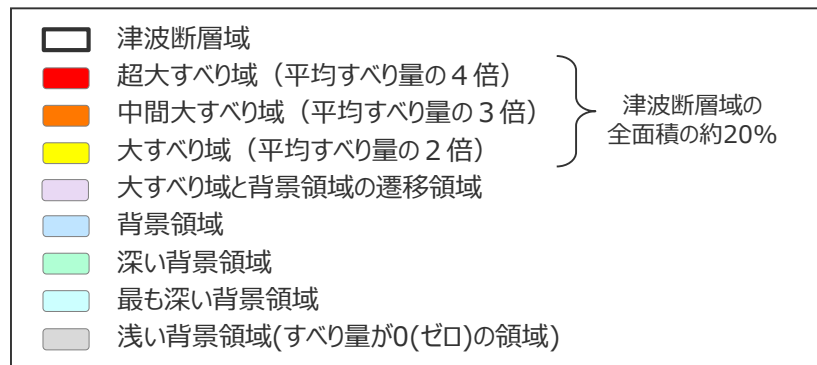 津波断層域
超大すべり域（平均すべり量の４倍）
中間大すべり域（平均すべり量の３倍）
大すべり域（平均すべり量の２倍）
津波断層域の
全面積の約20%
大すべり域と背景領域の遷移領域
背景領域
深い背景領域
最も深い背景領域
浅い背景領域(すべり量が0(ゼロ)の領域)